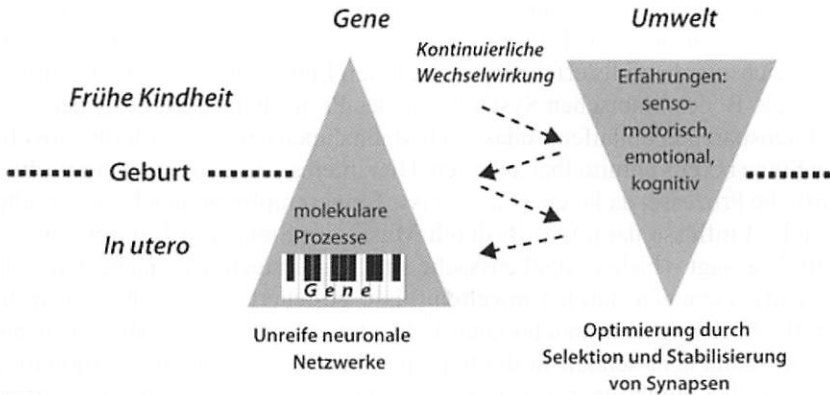 Gene
Umwelt
Kontinuierliche
Wechselwirkung
Frühe Kindheit
Erfahrungen:
senso-
motorisch,
emotional,
kognitiv
Geburt
molekulare
Prozesse
In utero
Gene
Unreife neuronale
Netzwerke
Optimierung durch
Selektion und Stabilisierung
von Synapsen